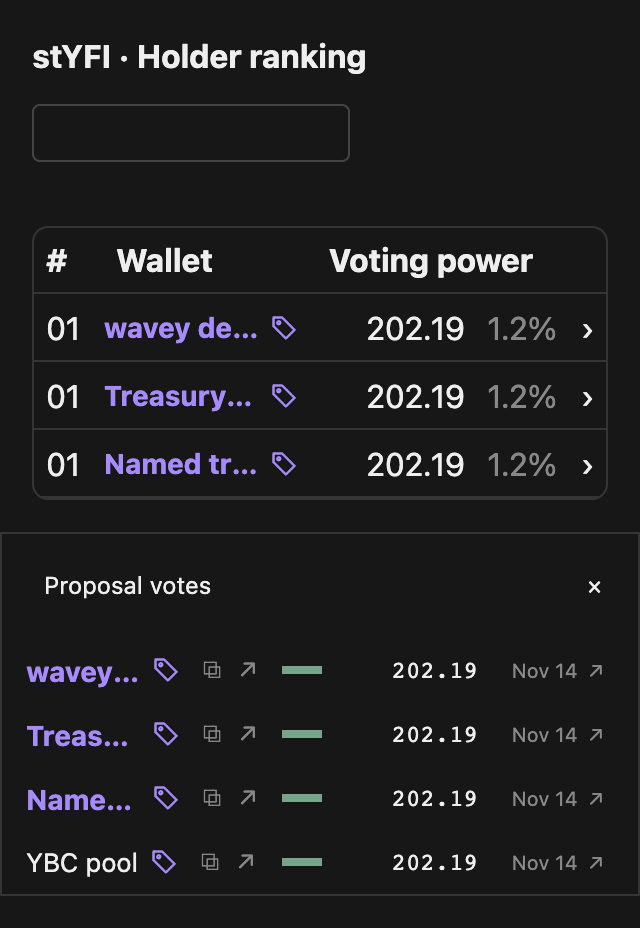 stYFI · Holder ranking
# Wallet Voting power
01 wavey de... 202.19 1.2% ›
01 Treasury... 202.19 1.2% ›
01 Named tr... 202.19 1.2% ›
Proposal votes ×
wavey... 202.19 Nov 14 ↗
Treas... 202.19 Nov 14 ↗
Name... 202.19 Nov 14 ↗
YBC pool 202.19 Nov 14 ↗